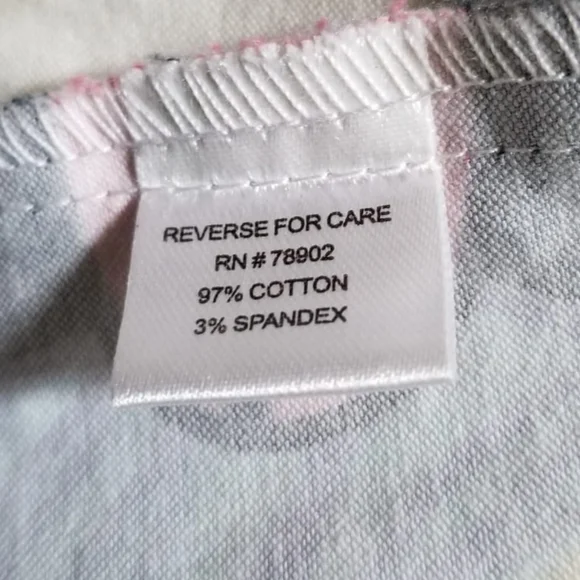 REVERSE FOR CARE
RN # 78902
97% COTTON
3% SPANDEX